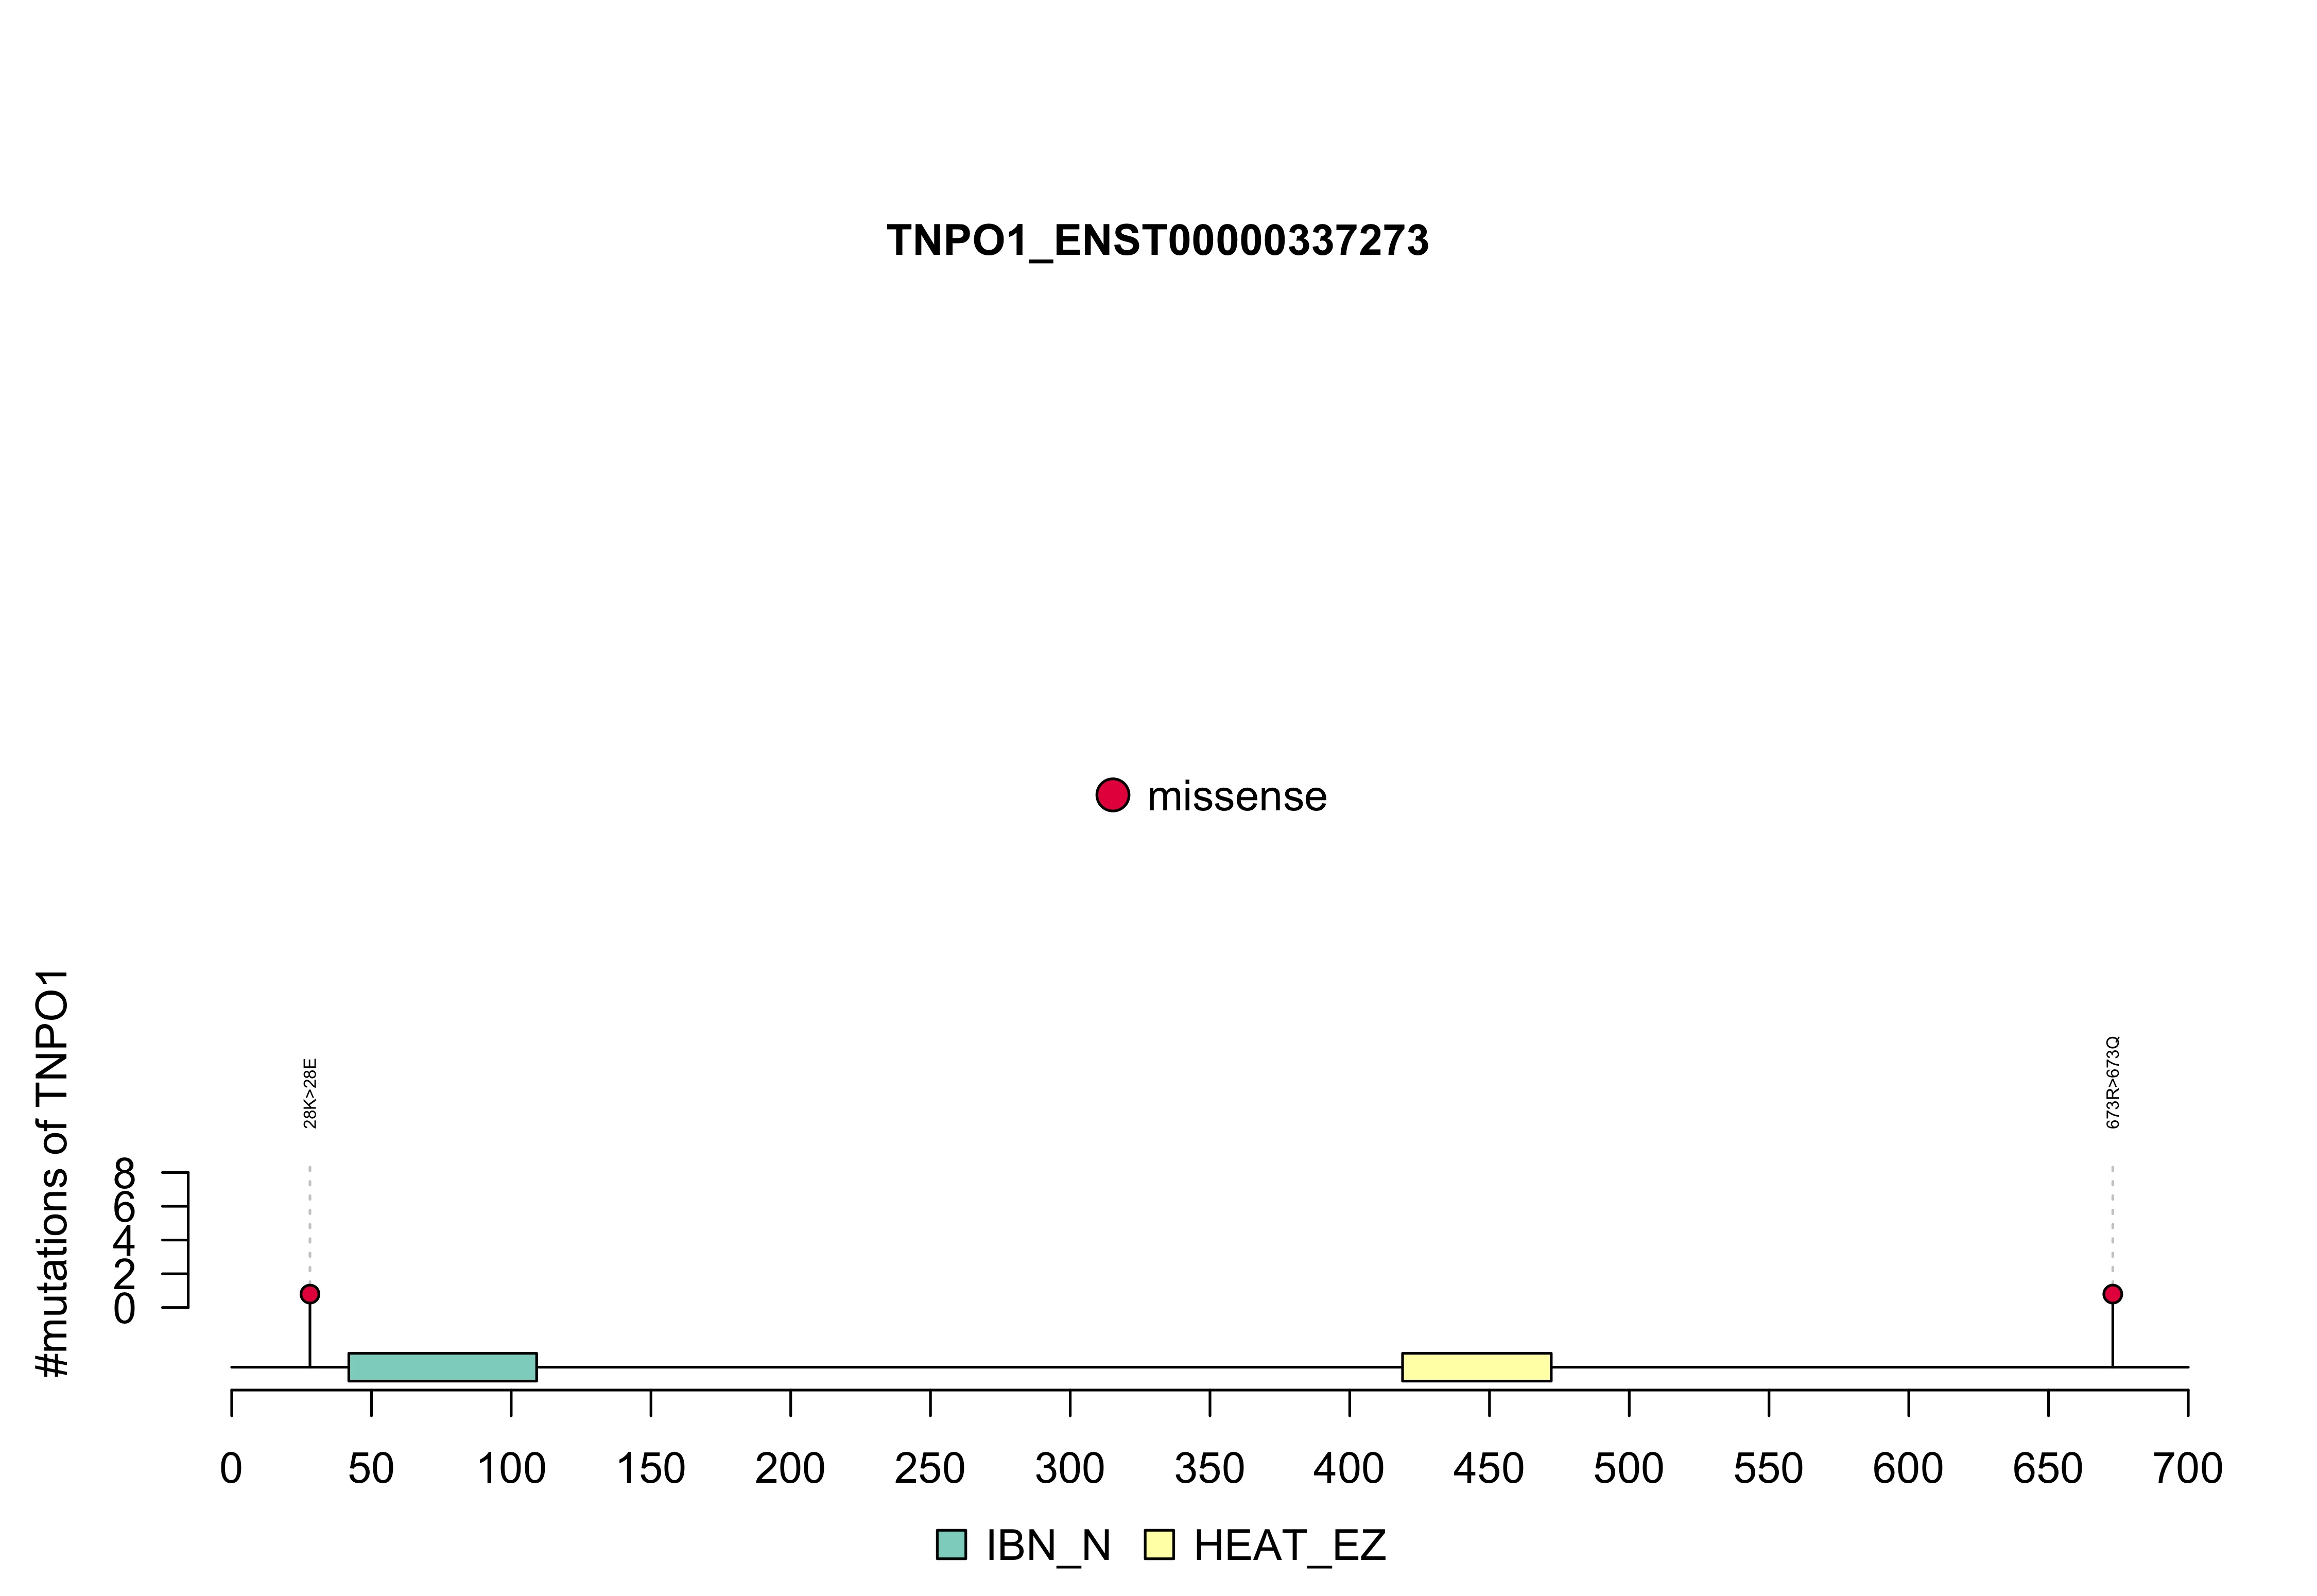 TNPO1_ENST00000337273
missense
#mutations of TNPO1
28K>28E
673R>673Q
8
6
4
2
0
0 50 100 150 200 250 300 350 400 450 500 550 600 650 700
IBN_N HEAT_EZ